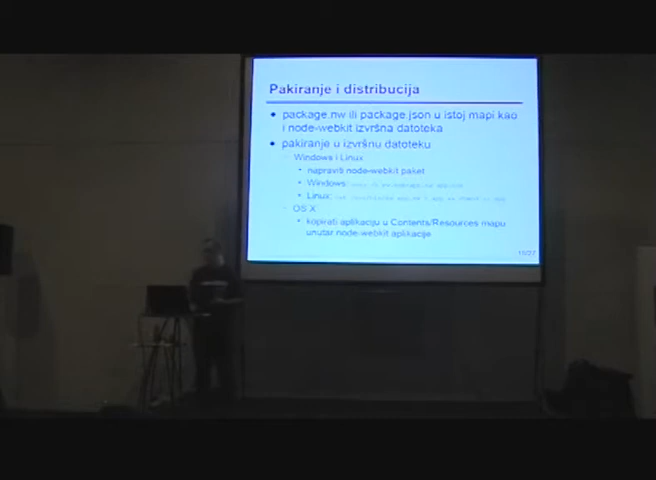 Pakiranje i distribucija
package.nw ili package.json u istoj mapi kao
i node-webkit izvršna datoteka
pakiranje u izvršnu datoteku
Windows i Linux
napraviti node-webkit paket
Windows:
Linux:
OS X
kopirati aplikaciju u Contents/Resources mapu
unutar node-webkit aplikacije